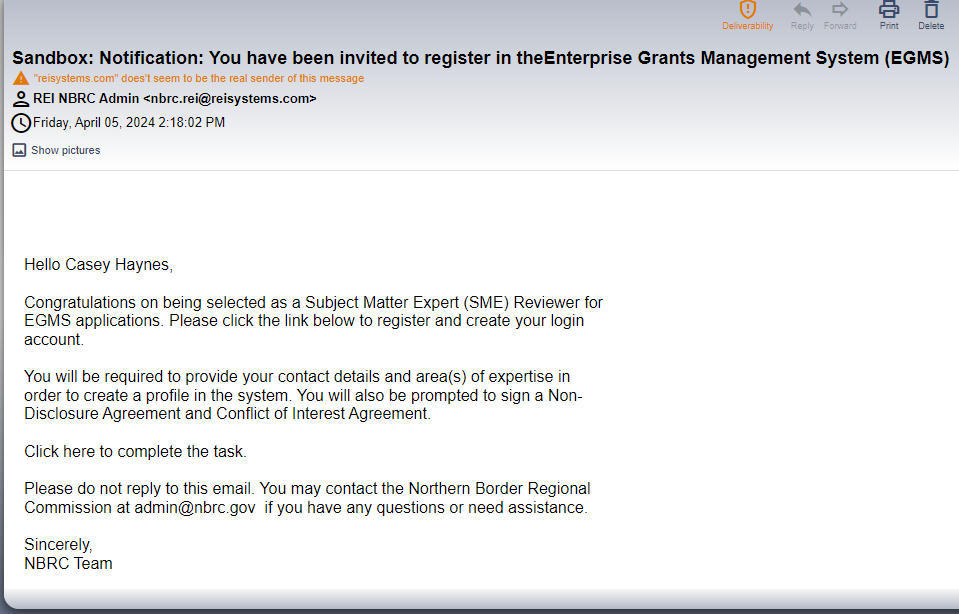 Deliverability Reply Forward Print Delete
Sandbox: Notification: You have been invited to register in theEnterprise Grants Management System (EGMS)
"reisystems.com" does't seem to be the real sender of this message
REI NBRC Admin <nbrc.rei@reisystems.com>
Friday, April 05, 2024 2:18:02 PM
Show pictures
Hello Casey Haynes,
Congratulations on being selected as a Subject Matter Expert (SME) Reviewer for
EGMS applications. Please click the link below to register and create your login
account.
You will be required to provide your contact details and area(s) of expertise in
order to create a profile in the system. You will also be prompted to sign a Non-
Disclosure Agreement and Conflict of Interest Agreement.
Click here to complete the task.
Please do not reply to this email. You may contact the Northern Border Regional
Commission at admin@nbrc.gov  if you have any questions or need assistance.
Sincerely,
NBRC Team